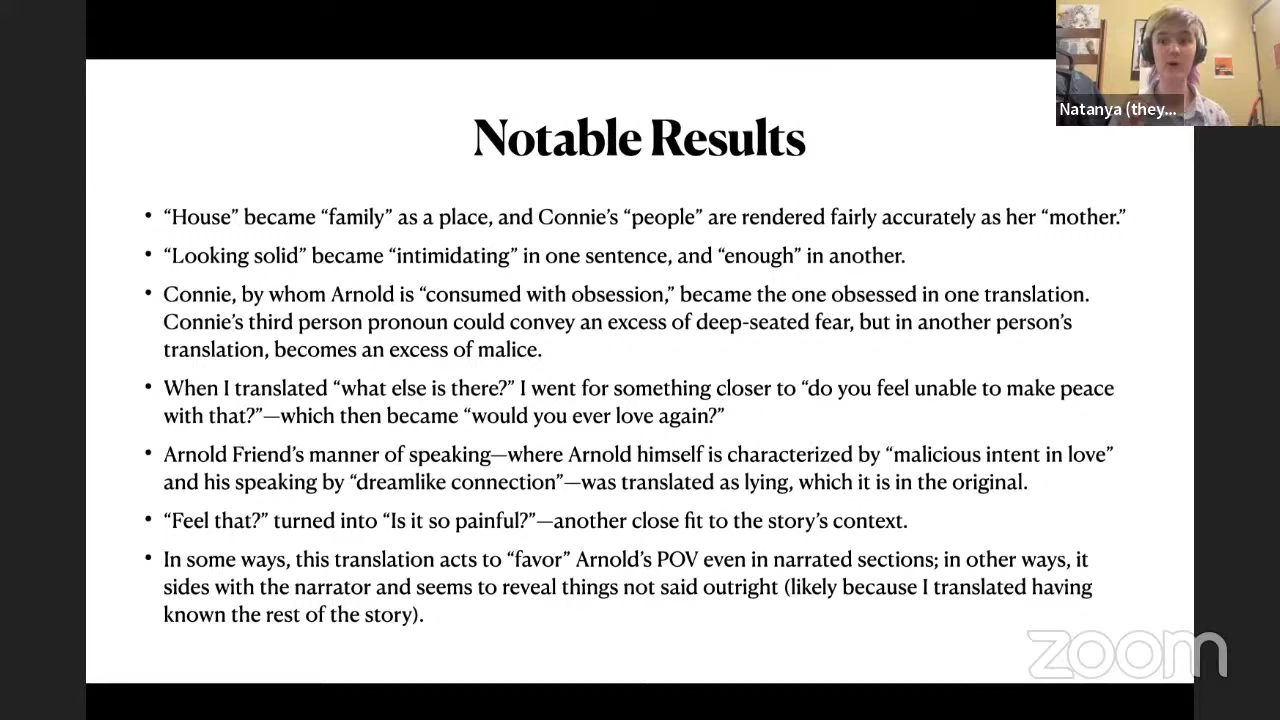 Natanya (they...
Notable Results
• “House” became “family” as a place, and Connie’s “people” are rendered fairly accurately as her “mother.”
• “Looking solid” became “intimidating” in one sentence, and “enough” in another.
• Connie, by whom Arnold is “consumed with obsession,” became the one obsessed in one translation.
Connie’s third person pronoun could convey an excess of deep-seated fear, but in another person’s
translation, becomes an excess of malice.
• When I translated “what else is there?” I went for something closer to “do you feel unable to make peace
with that?”—which then became “would you ever love again?”
• Arnold Friend’s manner of speaking—where Arnold himself is characterized by “malicious intent in love”
and his speaking by “dreamlike connection”—was translated as lying, which it is in the original.
• “Feel that?” turned into “Is it so painful?”—another close fit to the story’s context.
• In some ways, this translation acts to “favor” Arnold’s POV even in narrated sections; in other ways, it
sides with the narrator and seems to reveal things not said outright (likely because I translated having
known the rest of the story).
zoom